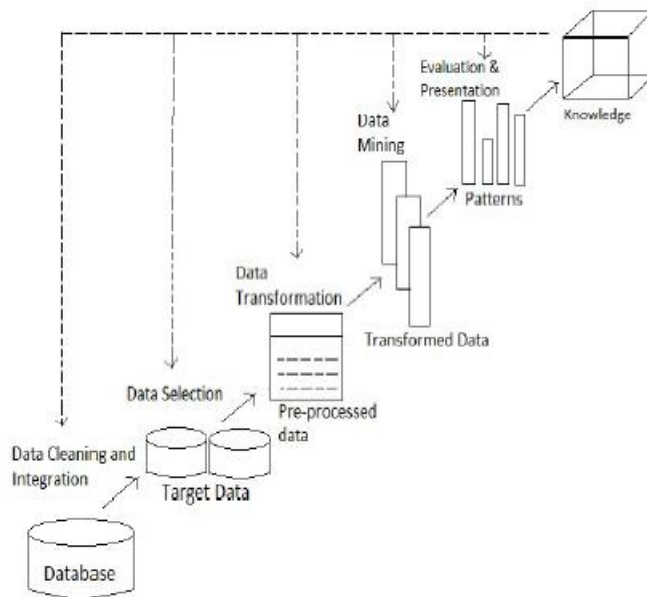 Evaluation &
Presentation
Knowledge
Data
Mining
Patterns
Data
Transformation
Transformed Data
Data Selection
Pre-processed
data
Data Cleaning and
Integration
Target Data
Database